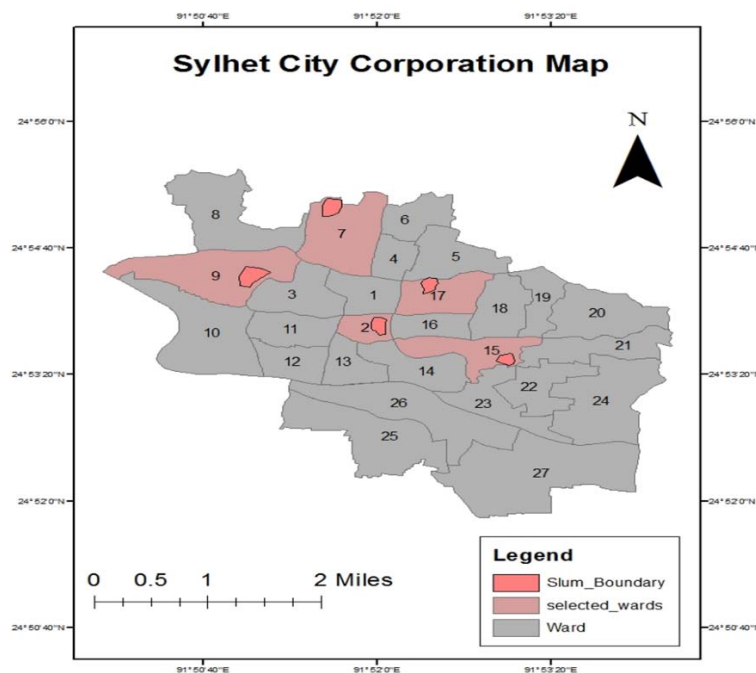 91°50'40"E 91°52'0"E 91°53'20"E
Sylhet City Corporation Map
24°56'0"N 24°56'0"N
N
8
6
7
24°54'40"N 24°54'40"N
4 5
9
3 1 17
18 19
20
10 11 2 16
21
12 13 15
14
24°53'20"N 24°53'20"N
22
26 23 24
25
27
24°52'0"N 24°52'0"N
Legend
Slum_Boundary
selected_wards
Ward
0 0.5 1 2 Miles
24°50'40"N 24°50'40"N
91°50'40"E 91°52'0"E 91°53'20"E